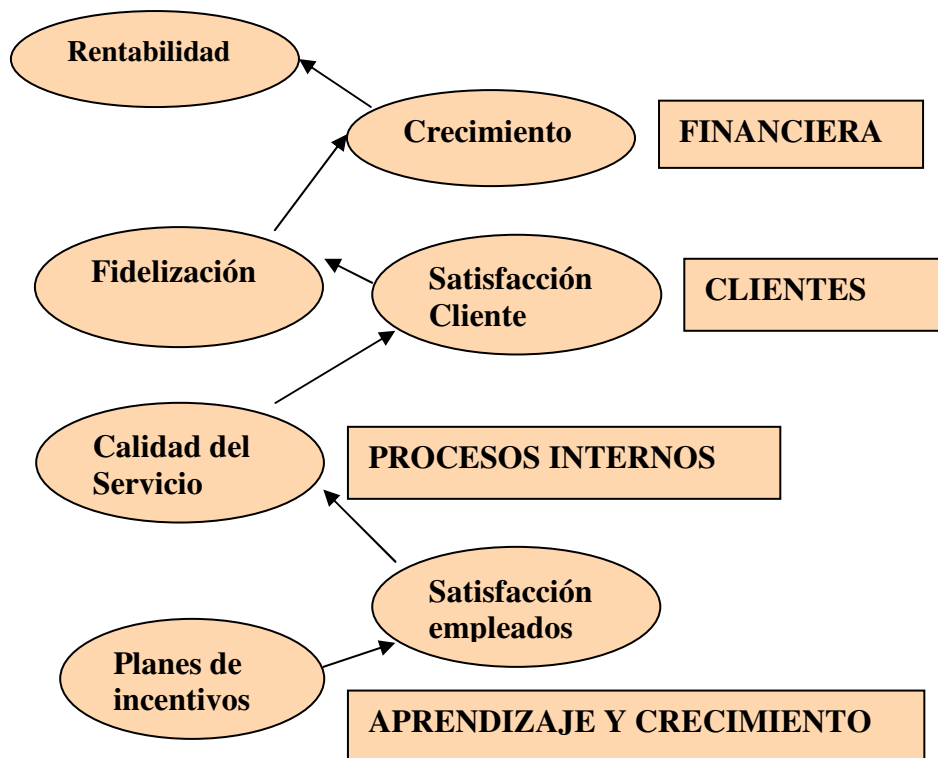 Rentabilidad
Crecimiento
FINANCIERA
Fidelización
Satisfacción
Cliente
CLIENTES
Calidad del
Servicio
PROCESOS INTERNOS
Satisfacción
empleados
Planes de
incentivos
APRENDIZAJE Y CRECIMIENTO